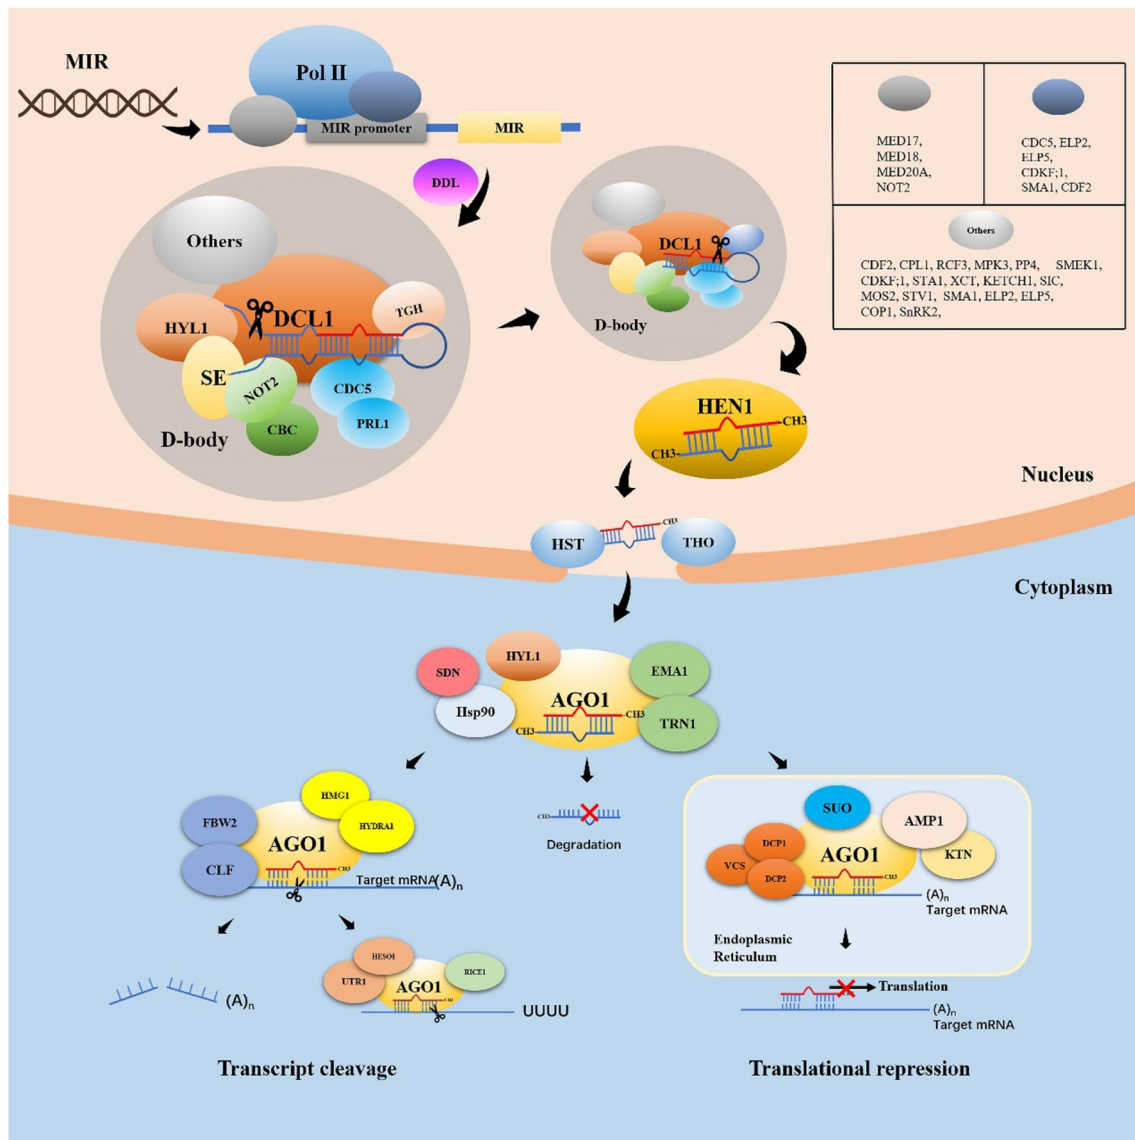 MIR
Pol II
MIR promoter
MIR
DDL
Others
HYL1
DCL1
TGH
SE
NOT2
CDC5
CBC
PRL1
D-body
DCL1
D-body
MED17,
MED18,
MED20A,
NOT2
CDC5, ELP2,
ELP5,
CDKF;1,
SMA1, CDF2
Others
CDF2, CPL1, RCF3, MPK3, PP4, SMEK1,
CDKF;1, STA1, XCT, KETCH1, SIC,
MOS2, STV1, SMA1, ELP2, ELP5,
COP1, SnRK2,
HEN1
-CH3
CH3-
Nucleus
HST
-CH3
THO
Cytoplasm
SDN
HYL1
EMA1
Hsp90
AGO1
-CH3
CH3-
TRN1
FBW2
HMG1
HYDRA1
AGO1
CLF
-CH3
Target mRNA(A)n
CH3-
Degradation
SUO
AMP1
DCP1
VCS
DCP2
AGO1
KTN
-CH3
(A)n
Target mRNA
Endoplasmic
Reticulum
(A)n
HESO1
UTR1
RICE1
AGO1
-CH3
UUUU
Translation
(A)n
Target mRNA
Transcript cleavage
Translational repression